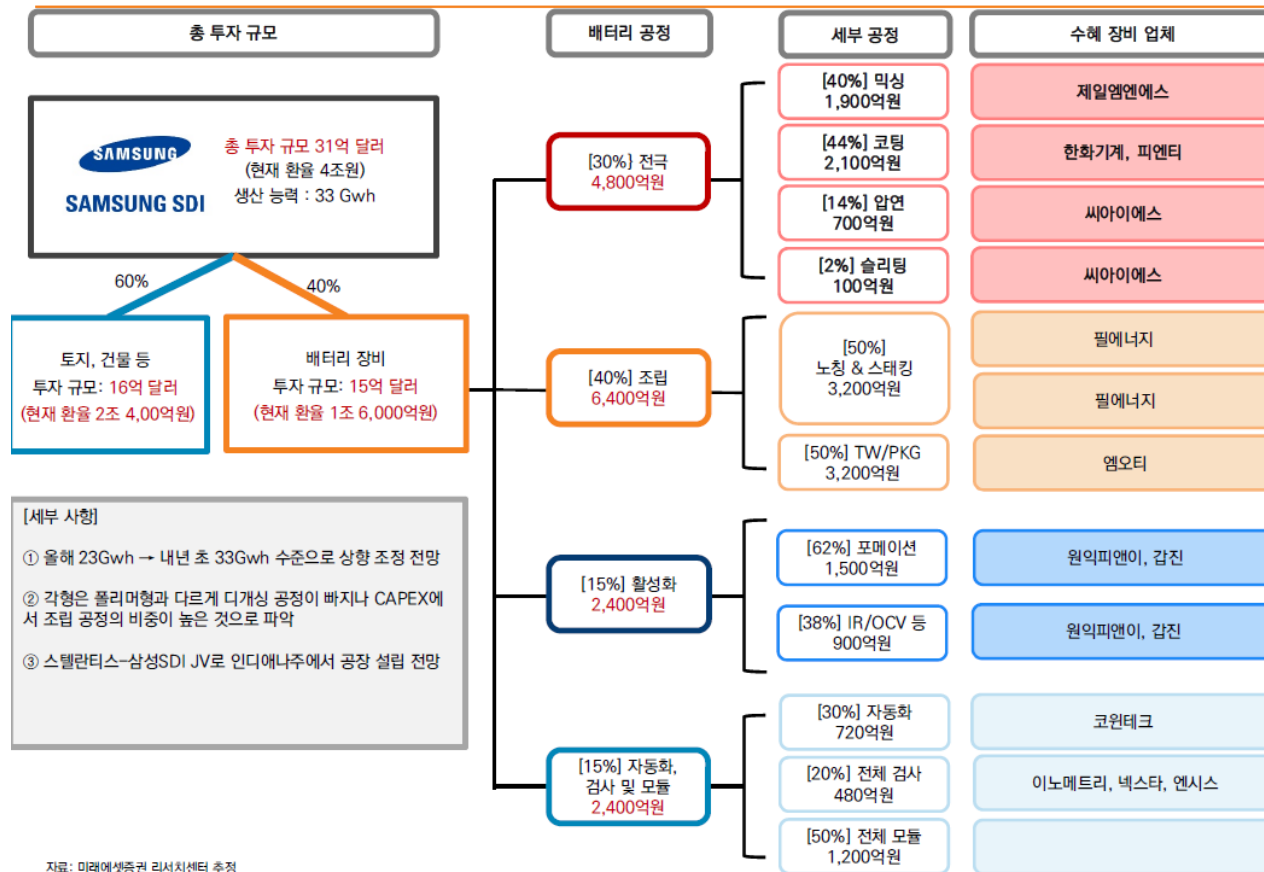 총 투자 규모
배터리 공정
세부 공정
수혜 장비 업체
SAMSUNG
SAMSUNG SDI
총 투자 규모 31억 달러
(현재 환율 4조원)
생산 능력 : 33 Gwh
60%
40%
토지, 건물 등
투자 규모: 16억 달러
(현재 환율 2조 4,00억원)
배터리 장비
투자 규모: 15억 달러
(현재 환율 1조 6,000억원)
[세부 사항]
① 올해 23Gwh → 내년 초 33Gwh 수준으로 상향 조정 전망
② 각형은 폴리머형과 다르게 디개싱 공정이 빠지나 CAPEX에
서 조립 공정의 비중이 높은 것으로 파악
③ 스텔란티스-삼성SDI JV로 인디애나주에서 공장 설립 전망
[30%} 전극
4,800억원
[40%] 믹싱
1,900억원
제일엠엔에스
[44%] 코팅
2,100억원
한화기계, 피엔티
[14%] 압연
700억원
씨아이에스
[2%] 슬리팅
100억원
씨아이에스
[40%] 조립
6,400억원
[50%]
노칭 & 스태킹
3,200억원
필에너지
필에너지
[50%] TW/PKG
3,200억원
엠오티
[15%] 활성화
2,400억원
[62%] 포메이션
1,500억원
원익피앤이, 갑진
[38%] IR/OCV 등
900억원
원익피앤이, 갑진
[15%] 자동화,
검사 및 모듈
2,400억원
[30%] 자동화
720억원
코윈테크
[20%] 전체 검사
480억원
이노메트리, 넥스타, 엔시스
[50%] 전체 모듈
1,200억원
자료: 미래에셋증권 리서치센터 추정